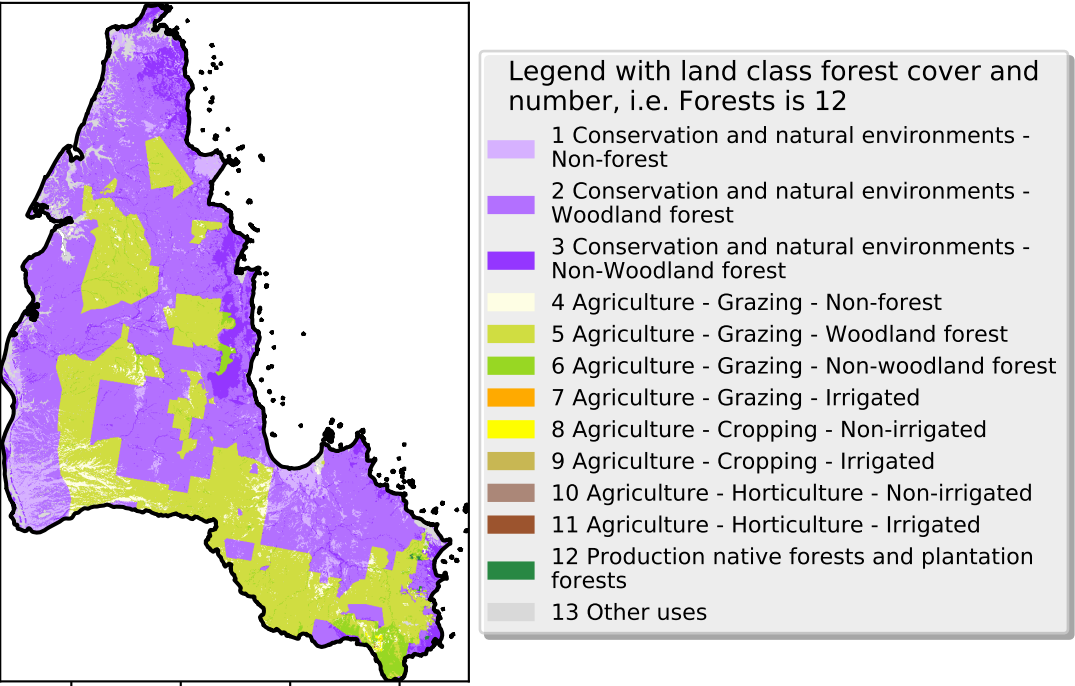 Legend with land class forest cover and
number, i.e. Forests is 12
1 Conservation and natural environments -
Non-forest
2 Conservation and natural environments -
Woodland forest
3 Conservation and natural environments -
Non-Woodland forest
4 Agriculture - Grazing - Non-forest
5 Agriculture - Grazing - Woodland forest
6 Agriculture - Grazing - Non-woodland forest
7 Agriculture - Grazing - Irrigated
8 Agriculture - Cropping - Non-irrigated
9 Agriculture - Cropping - Irrigated
10 Agriculture - Horticulture - Non-irrigated
11 Agriculture - Horticulture - Irrigated
12 Production native forests and plantation
forests
13 Other uses